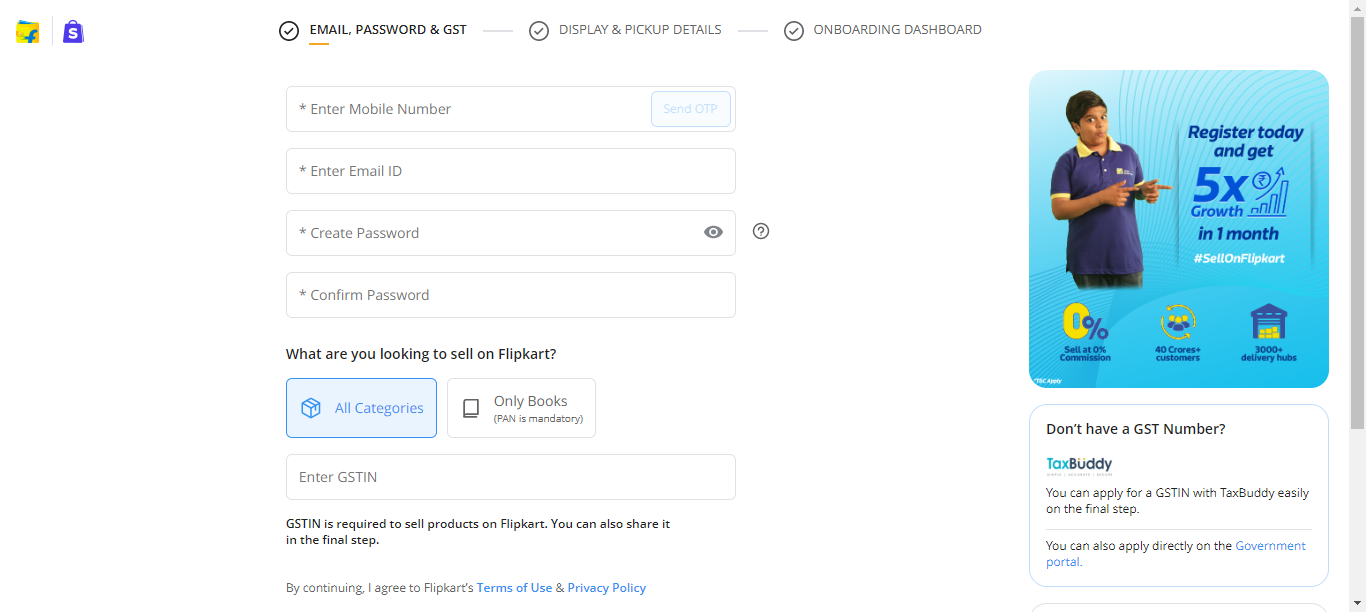 EMAIL, PASSWORD & GST
DISPLAY & PICKUP DETAILS
ONBOARDING DASHBOARD
* Enter Mobile Number
Send OTP
* Enter Email ID
* Create Password
* Confirm Password
What are you looking to sell on Flipkart?
All Categories
Only Books
(PAN is mandatory)
Enter GSTIN
GSTIN is required to sell products on Flipkart. You can also share it
in the final step.
By continuing, I agree to Flipkart's Terms of Use & Privacy Policy
Register today
and get
5x
Growth
in 1 month
#SellOnFlipkart
0%
Sell at 0%
Commission
40 Crores+
customers
3000+
delivery hubs
*T&C Apply
Don't have a GST Number?
TaxBuddy
You can apply for a GSTIN with TaxBuddy easily
on the final step.
You can also apply directly on the Government
portal.